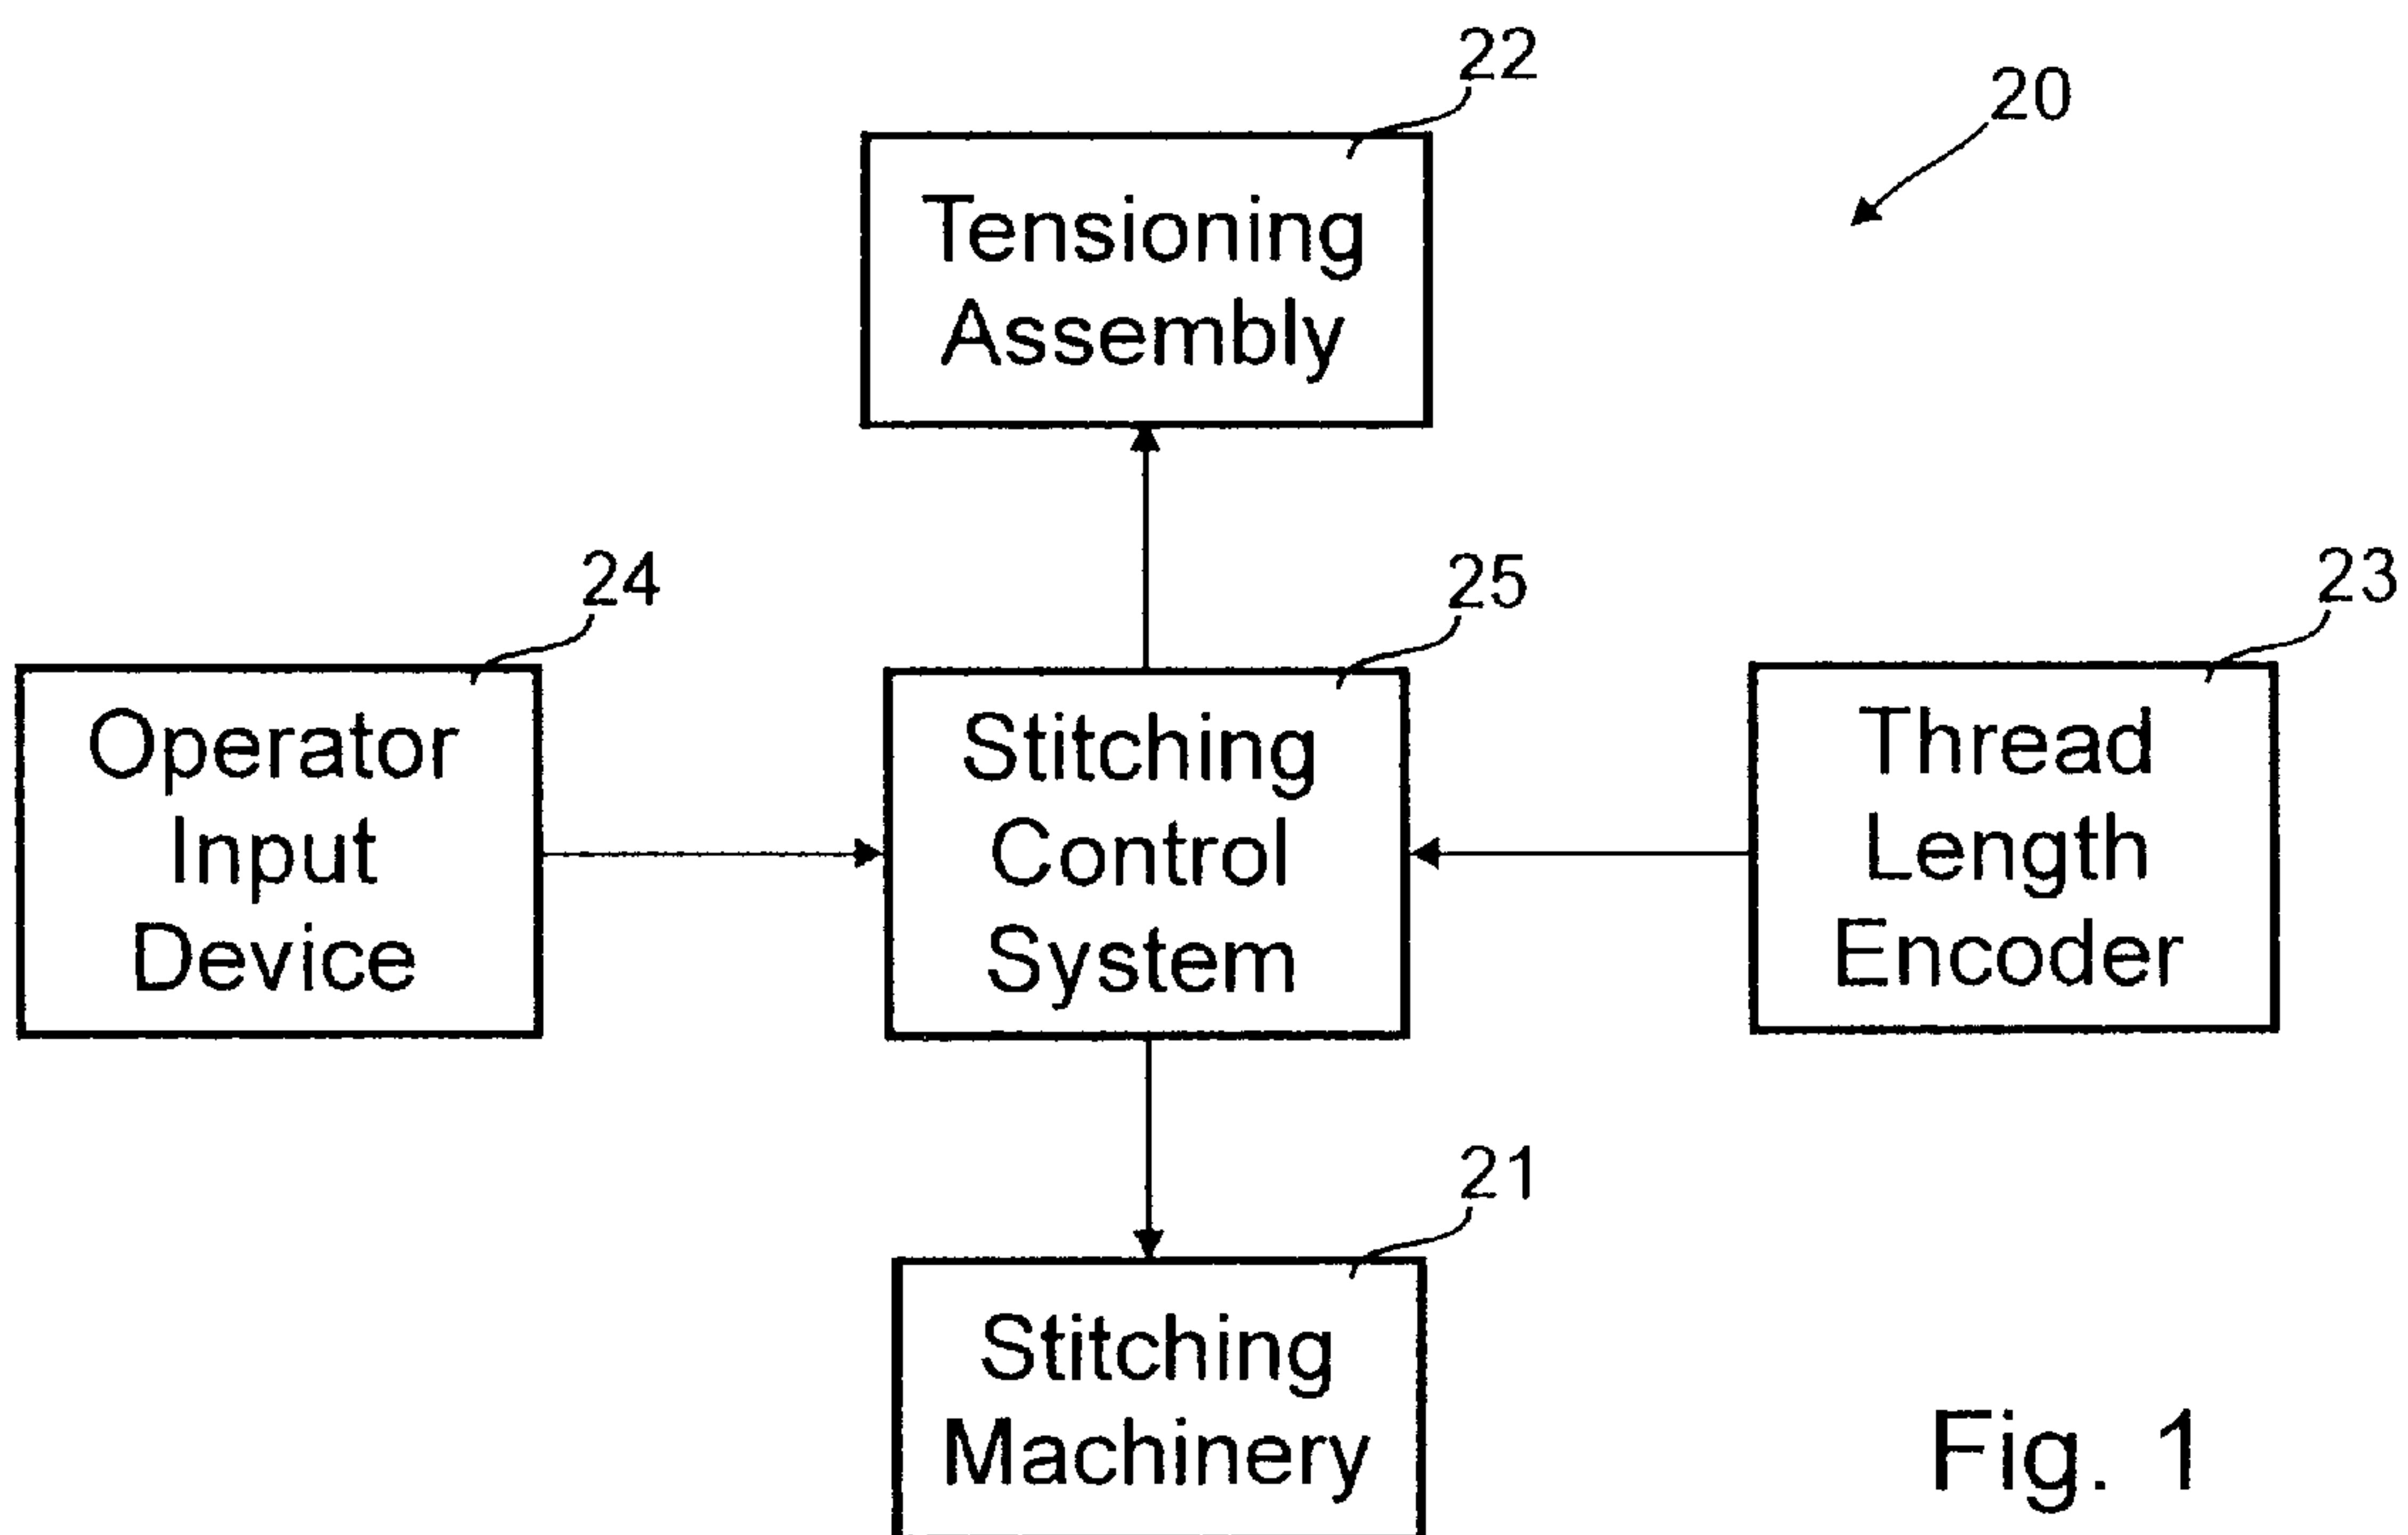 22
20
Tensioning
Assembly
24
25
23
Operator
Input
Device
Stitching
Control
System
Thread
Length
Encoder
21
Stitching
Machinery
Fig. 1